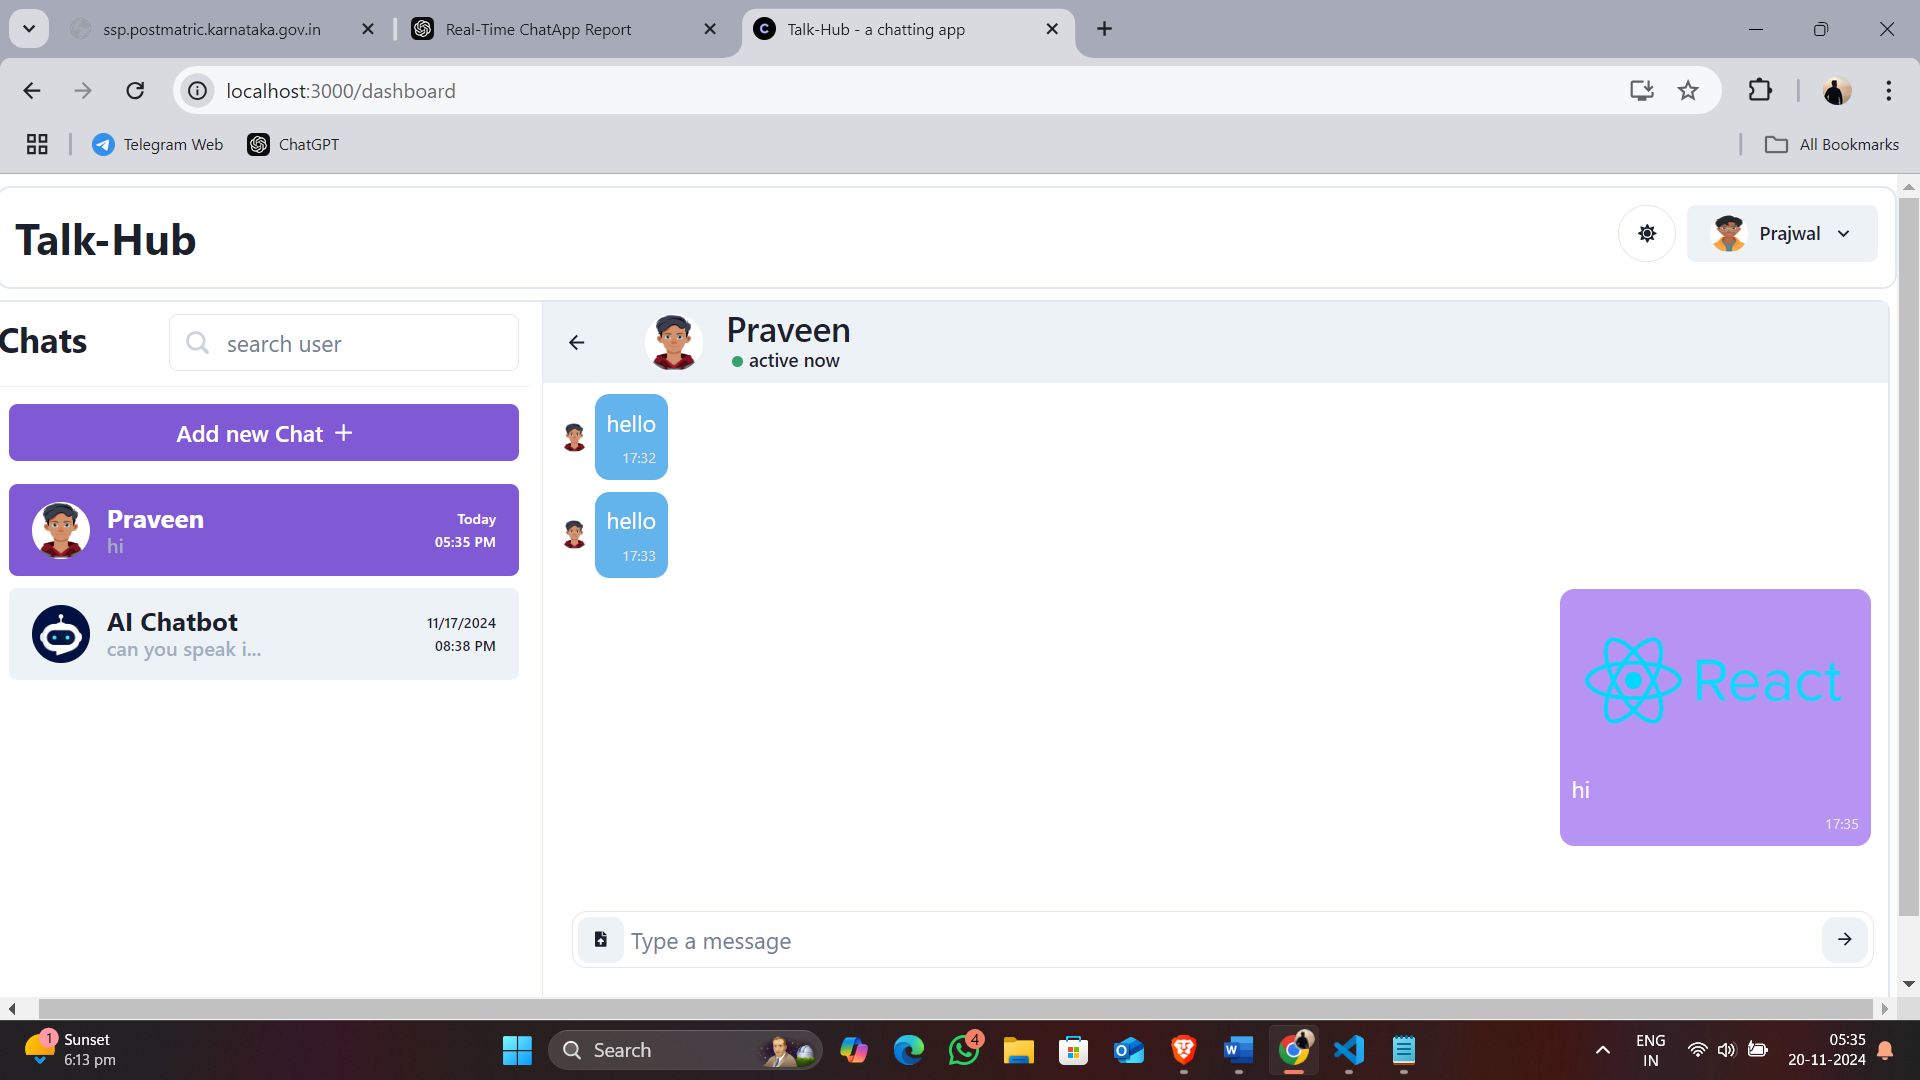 ssp.postmatric.karnataka.gov.in
Real-Time ChatApp Report
Talk-Hub - a chatting app
localhost:3000/dashboard
Telegram Web
ChatGPT
All Bookmarks
Talk-Hub
Prajwal
Chats
search user
Praveen
active now
Add new Chat +
Praveen
Today
hi
05:35 PM
AI Chatbot
11/17/2024
can you speak i...
08:38 PM
hello
17:32
hello
17:33
React
hi
17:35
Type a message
1
Sunset
6:13 pm
Search
4
ENG
IN
05:35
20-11-2024